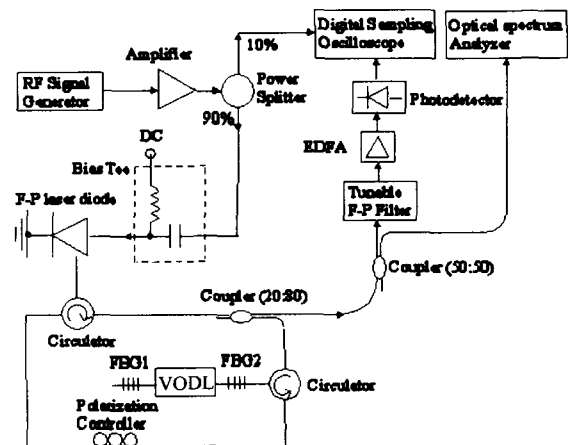 Digital Sampling
Oscilloscope
Optical spectrum
Analyzer
10%
Amplifier
RF Signal
Generator
Power
Splitter
Photodetector
90%
DC
EDFA
Bias Tee
F-P laser diode
Tunable
F-P Filter
Coupler (50:50)
Coupler (20:80)
Circulator
FBG1
VODL
FBG2
Circulator
Polarization
Controller